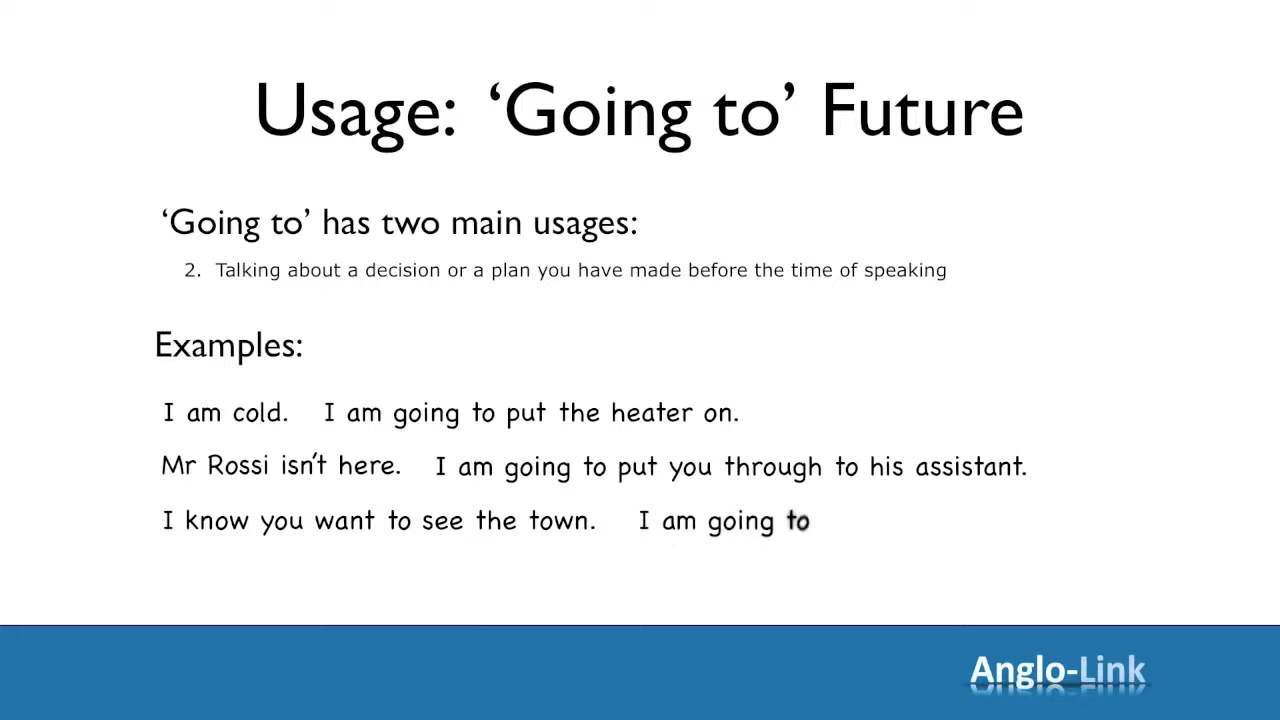 Usage: ‘Going to’ Future
‘Going to’ has two main usages:
2. Talking about a decision or a plan you have made before the time of speaking
Examples:
I am cold. I am going to put the heater on.
Mr Rossi isn’t here. I am going to put you through to his assistant.
I know you want to see the town. I am going to
Anglo-Link